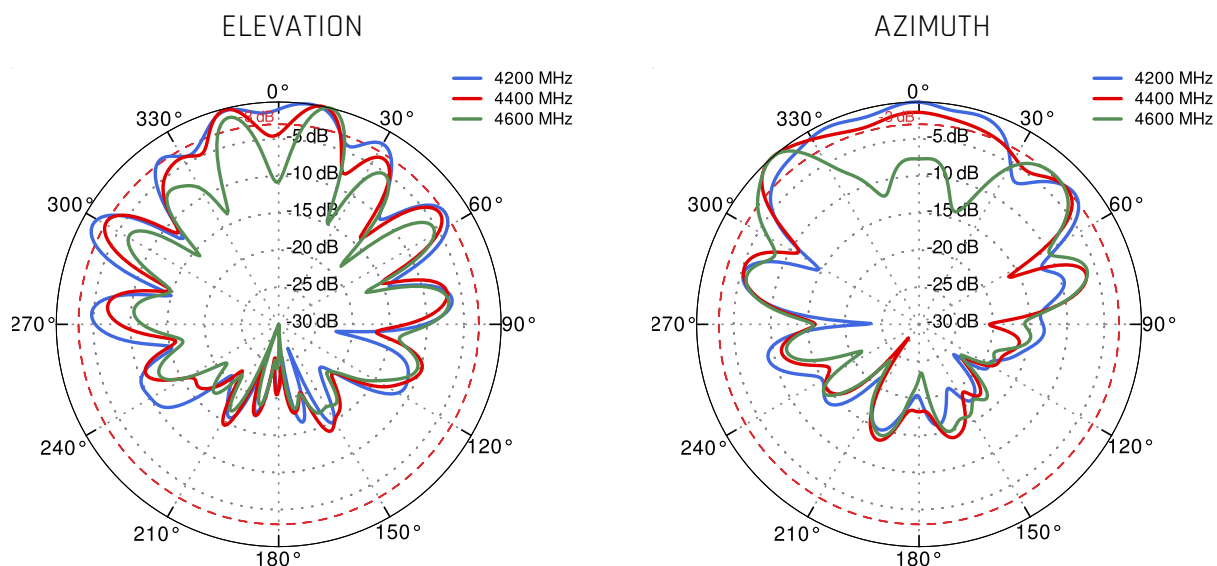 ELEVATION
4200 MHz
4400 MHz
4600 MHz
0°
330°
30°
-3 dB
-5 dB
-10 dB
300°
-15 dB
60°
-20 dB
-25 dB
270°
-30 dB
90°
240°
120°
210°
150°
180°
AZIMUTH
4200 MHz
4400 MHz
4600 MHz
0°
330°
30°
-3 dB
-5 dB
-10 dB
300°
-15 dB
60°
-20 dB
-25 dB
270°
-30 dB
90°
240°
120°
210°
150°
180°